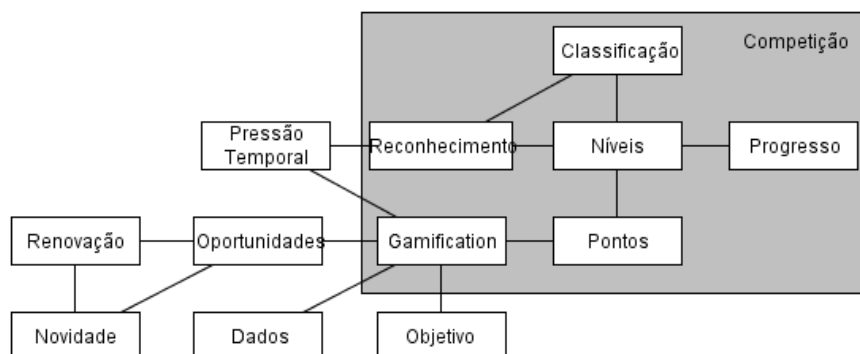 Classificação
Competição
Pressão
Temporal
Reconhecimento
Níveis
Progresso
Renovação
Oportunidades
Gamification
Pontos
Novidade
Dados
Objetivo